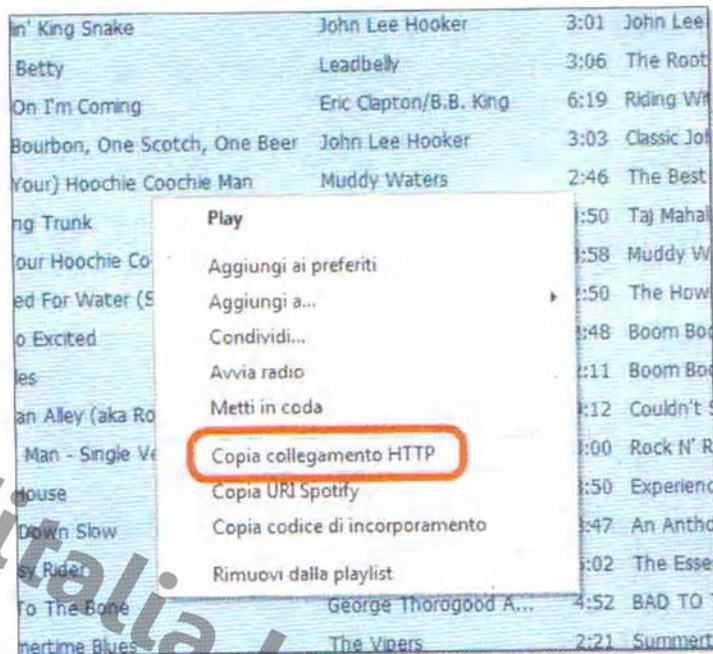 in' King Snake John Lee Hooker 3:01 John Lee
Betty Leadbelly 3:06 The Root
On I'm Coming Eric Clapton/B.B. King 6:19 Riding Wit
Bourbon, One Scotch, One Beer John Lee Hooker 3:03 Classic Joh
Your) Hoochie Coochie Man Muddy Waters 2:46 The Best
ng Trunk :50 Taj Mahal
our Hoochie Co :58 Muddy W
ed For Water (S :50 The How
o Excited :48 Boom Boo
les :11 Boom Boo
an Alley (aka Ro :12 Couldn't S
Man - Single Ve :00 Rock N' R
House :50 Experienc
Down Slow :47 An Antho
sy Rider :02 The Esse
To The Bone George Thorogood A... 4:52 BAD TO T
mertime Blues The Vipers 2:21 Summert
Play
Aggiungi ai preferiti
Aggiungi a...
Condividi...
Avvia radio
Metti in coda
Copia collegamento HTTP
Copia URI Spotify
Copia codice di incorporamento
Rimuovi dalla playlist
italia